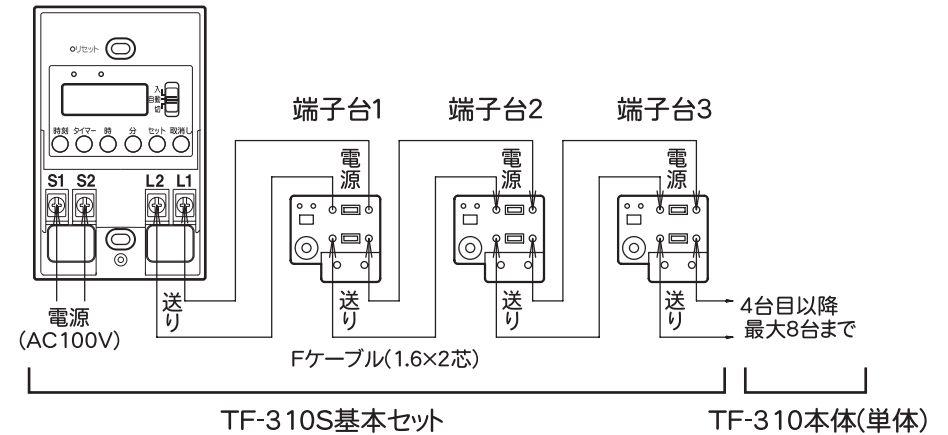 リセット
入
自動
切
時刻 タイマー 時 分 セット 取消し
S1 S2 L2 L1
端子台1 端子台2 端子台3
電源 電源 電源
送り 送り 送り 送り
電源
(AC100V)
Fケーブル(1.6×2芯)
4台目以降
最大8台まで
TF-310S基本セット
TF-310本体(単体)